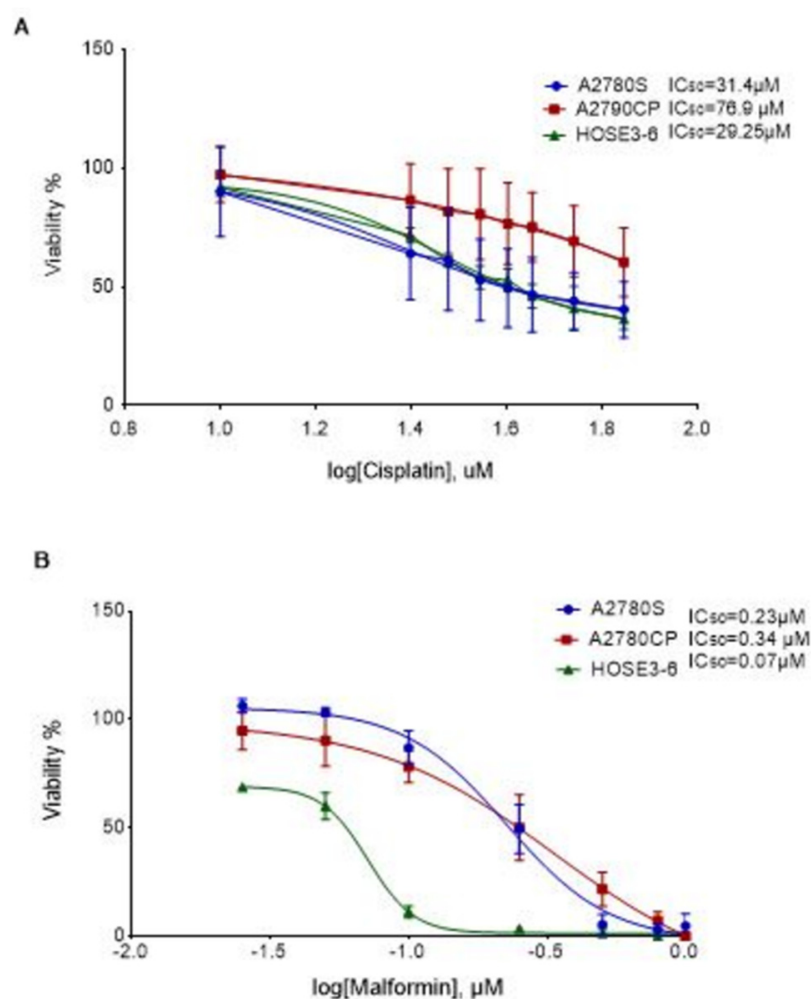 A
150
100
50
0
Viability %
0.8 1.0 1.2 1.4 1.6 1.8 2.0
log[Cisplatin], uM
A2780S IC50=31.4µM
A2790CP IC50=76.9 µM
HOSE3-6 IC50=29.25µM
B
150
100
50
0
Viability %
-2.0 -1.5 -1.0 -0.5 0.0
log[Malformin], µM
A2780S IC50=0.23µM
A2780CP IC50=0.34 µM
HOSE3-6 IC50=0.07µM